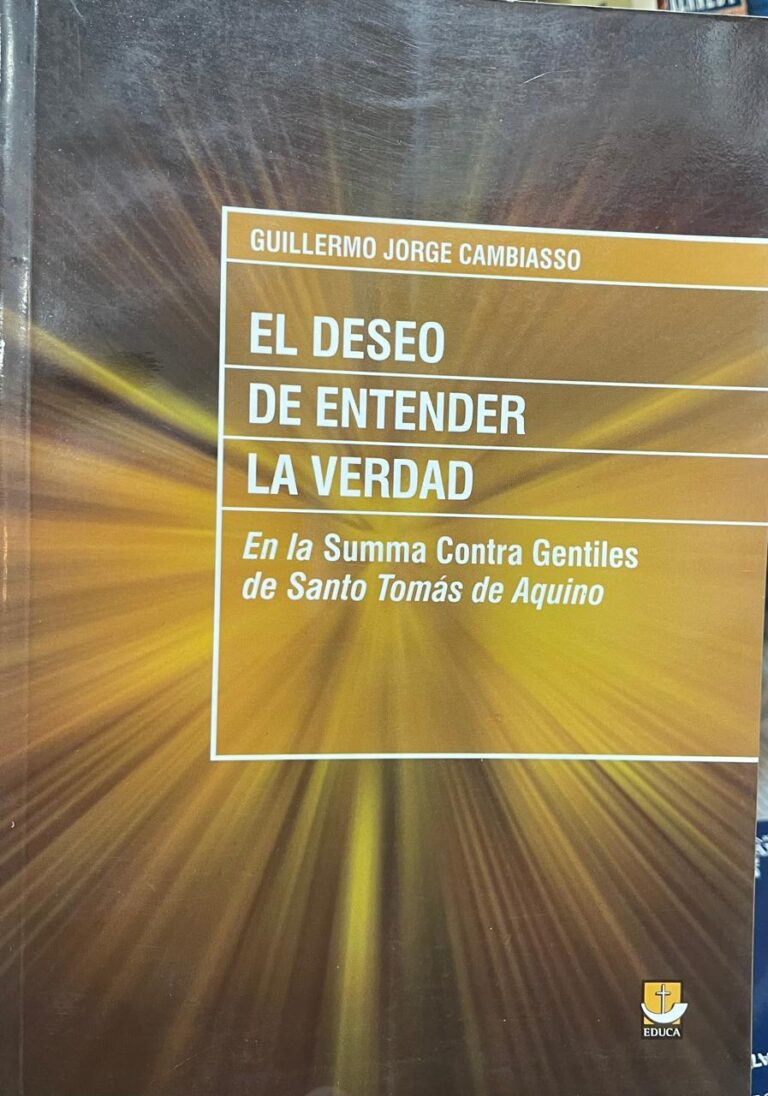 GUILLERMO JORGE CAMBIASSO
EL DESEO
DE ENTENDER
LA VERDAD
En la Summa Contra Gentiles
de Santo Tomás de Aquino
EDUCA